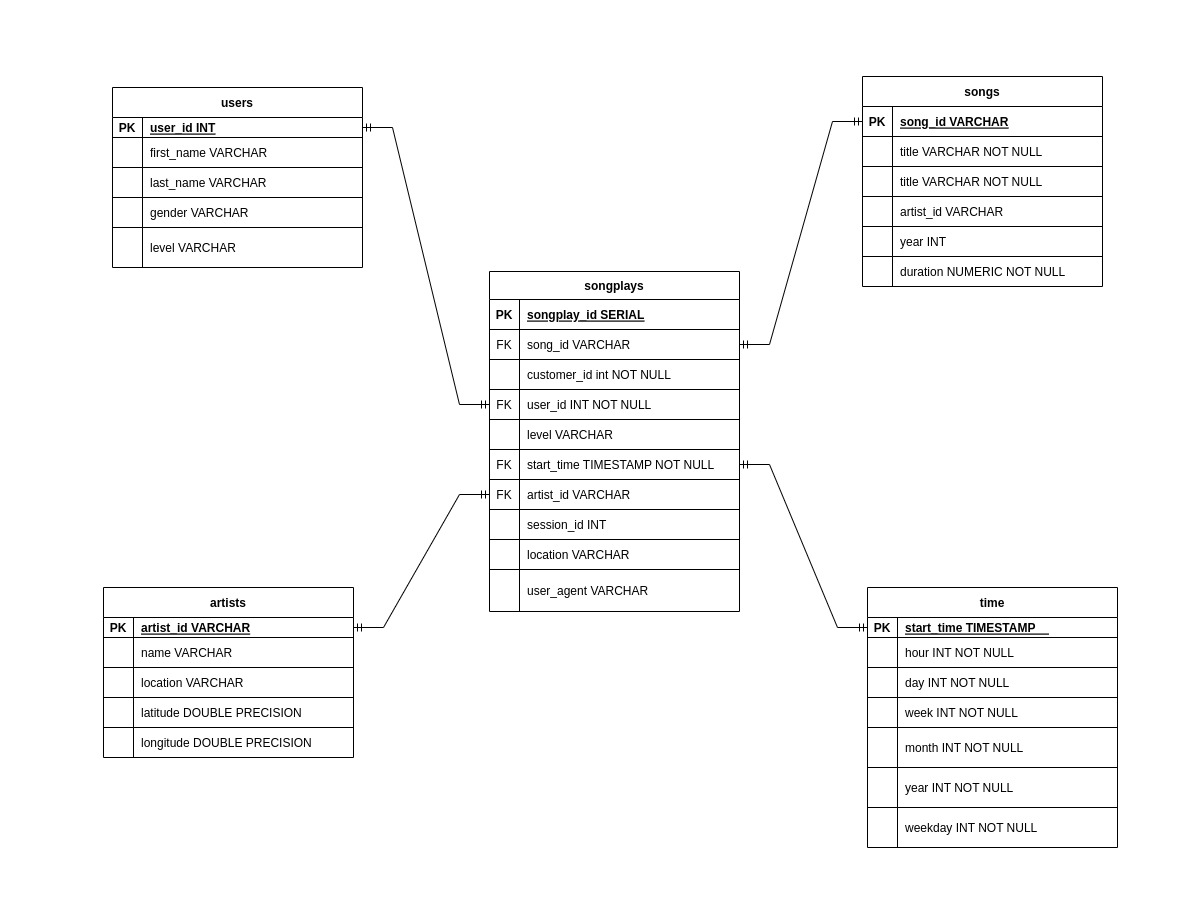 users
PK user_id INT
first_name VARCHAR
last_name VARCHAR
gender VARCHAR
level VARCHAR
songs
PK song_id VARCHAR
title VARCHAR NOT NULL
title VARCHAR NOT NULL
artist_id VARCHAR
year INT
duration NUMERIC NOT NULL
songplays
PK songplay_id SERIAL
FK song_id VARCHAR
customer_id int NOT NULL
FK user_id INT NOT NULL
level VARCHAR
FK start_time TIMESTAMP NOT NULL
FK artist_id VARCHAR
session_id INT
location VARCHAR
user_agent VARCHAR
artists
PK artist_id VARCHAR
name VARCHAR
location VARCHAR
latitude DOUBLE PRECISION
longitude DOUBLE PRECISION
time
PK start_time TIMESTAMP
hour INT NOT NULL
day INT NOT NULL
week INT NOT NULL
month INT NOT NULL
year INT NOT NULL
weekday INT NOT NULL